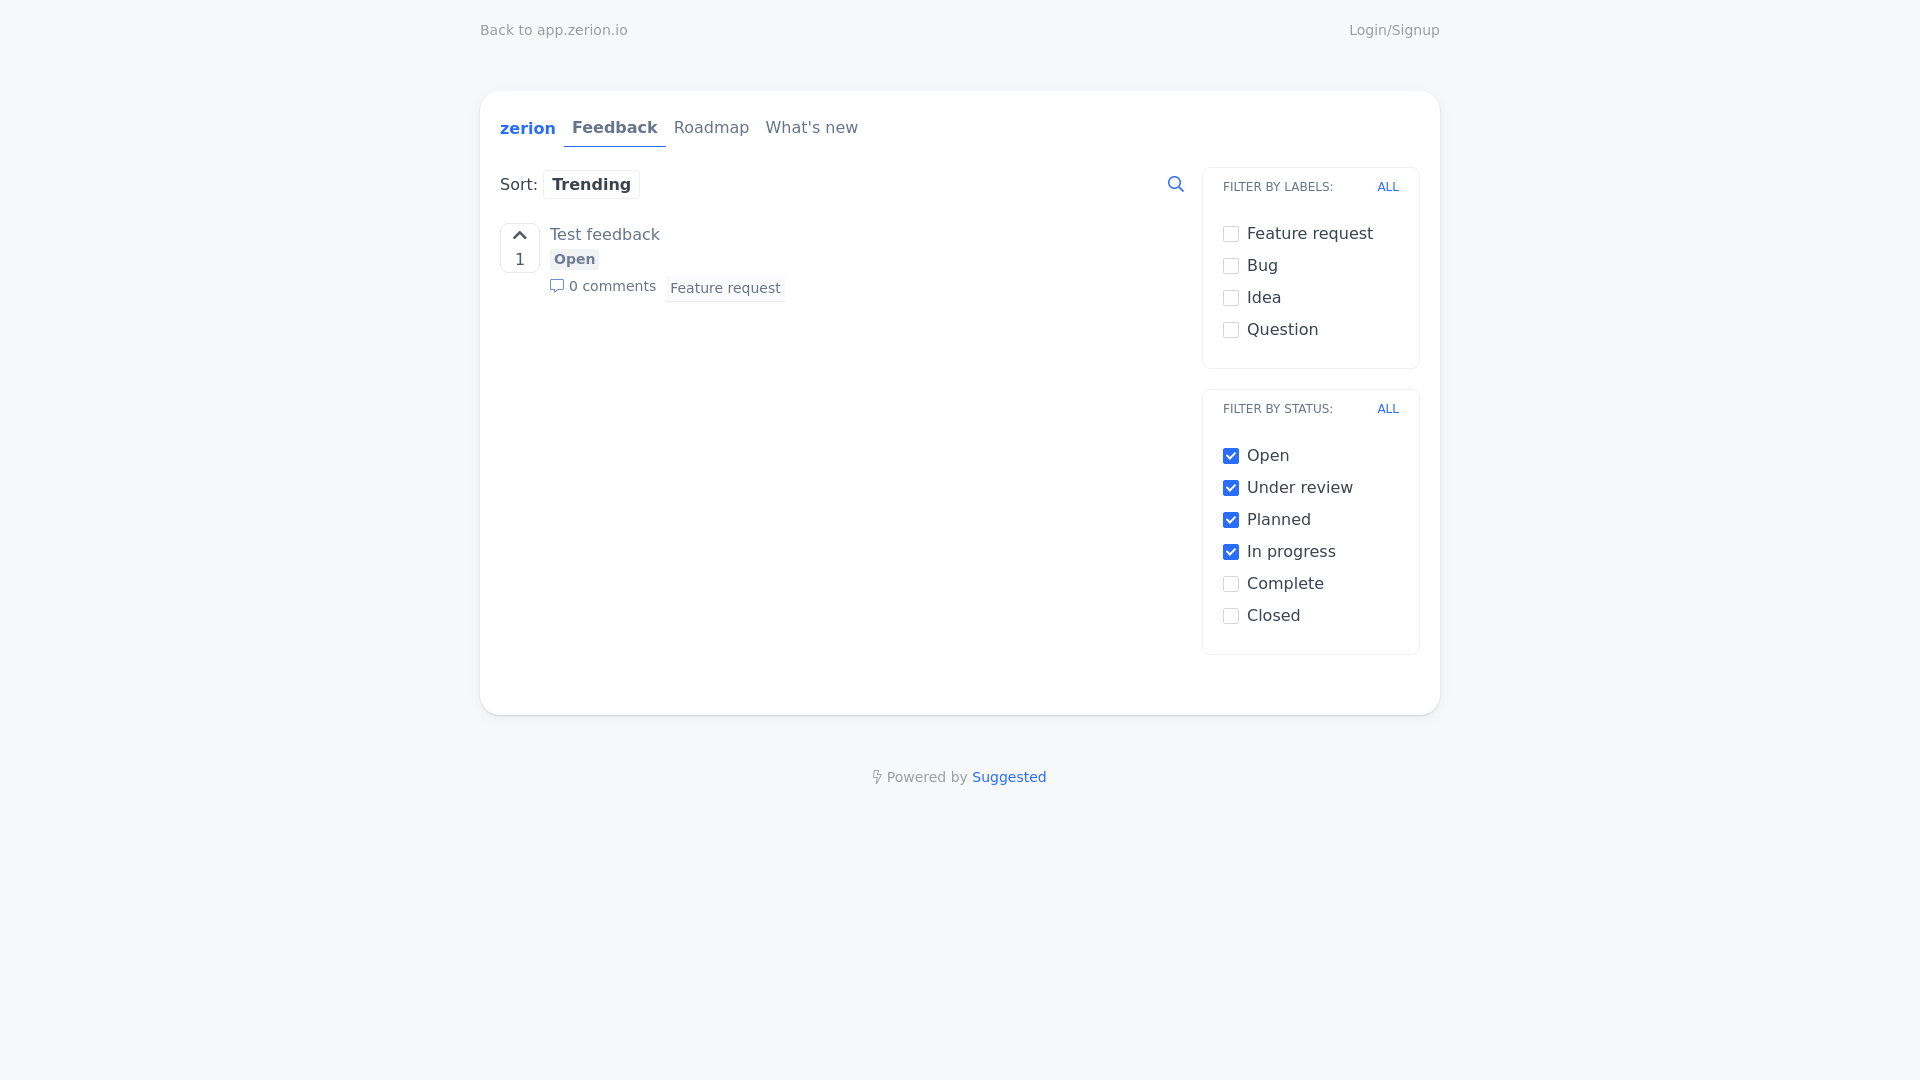 Back to app.zerion.io Login/Signup
zerion Feedback Roadmap What's new
Sort: Trending
1
Test feedback
Open
0 comments Feature request
FILTER BY LABELS: ALL
Feature request
Bug
Idea
Question
FILTER BY STATUS: ALL
Open
Under review
Planned
In progress
Complete
Closed
Powered by Suggested